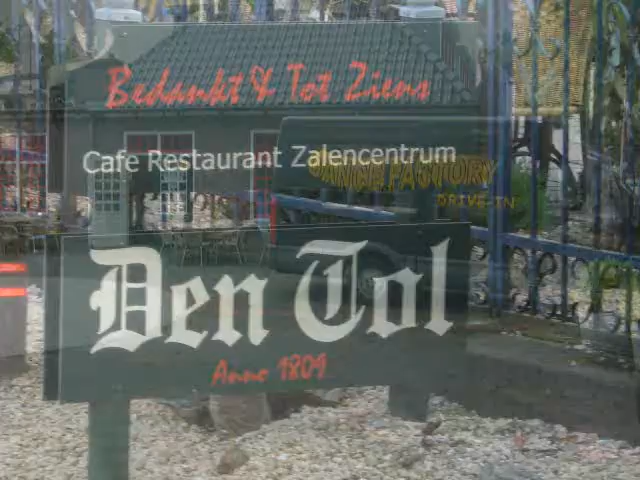 Bedankt & Tot Ziens
Cafe Restaurant Zalencentrum
DANCE FACTORY
DRIVE-IN
Den Tol
Anno 1809